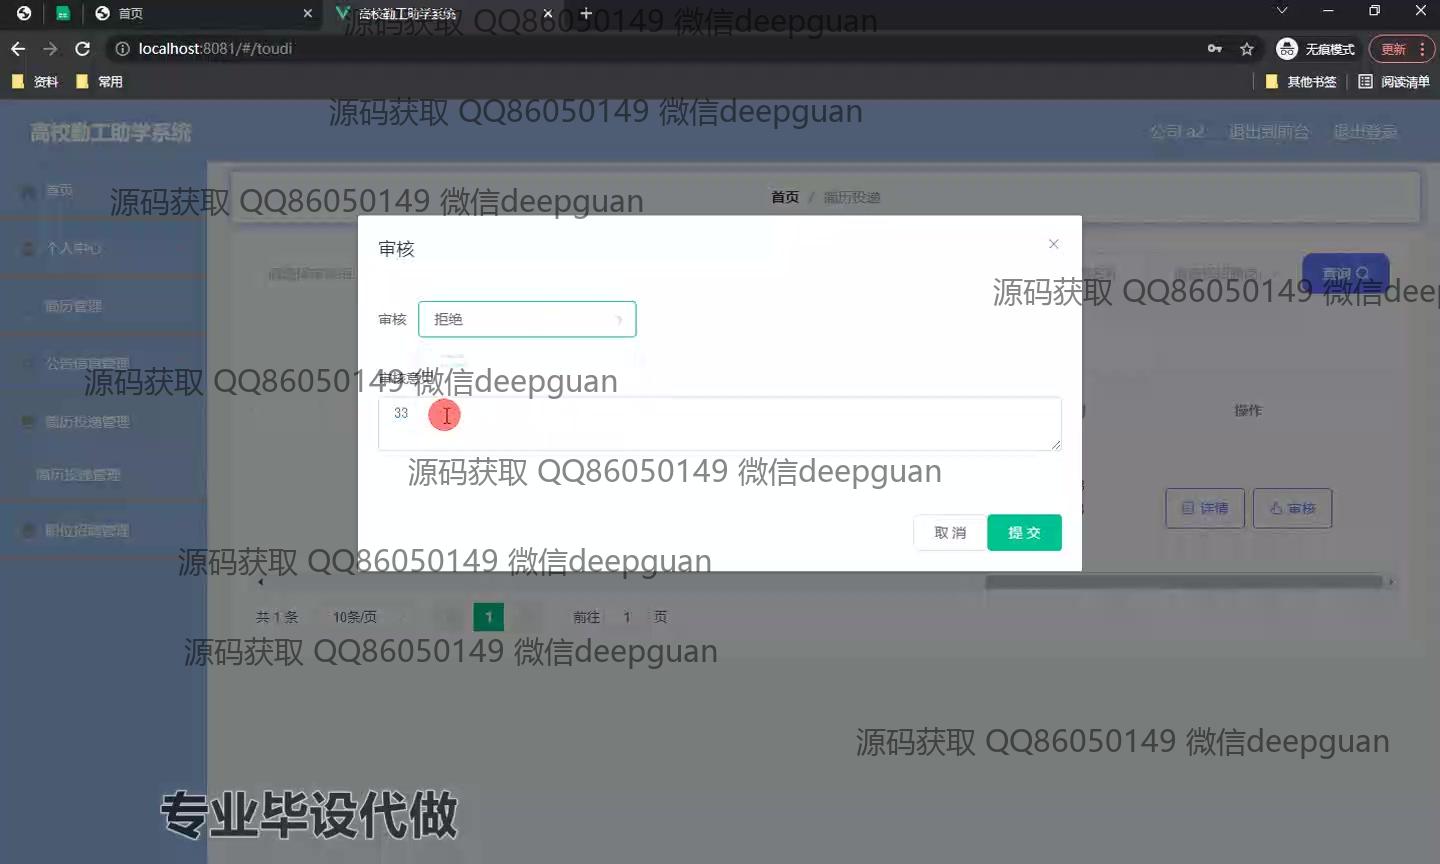 首页
高校勤工助学系统
源码获取 QQ86050149 微信deepguan
localhost:8081/#/toudi
无痕模式
更新
资料
常用
其他书签
阅读清单
源码获取 QQ86050149 微信deepguan
高校勤工助学系统
公司 a2
退出到前台
退出登录
首页
源码获取 QQ86050149 微信deepguan
首页 / 简历投递
审核
个人中心
查询
源码获取 QQ86050149 微信deep
简历管理
审核
拒绝
公告信息管理
源码获取 QQ86050149 微信deepguan
审核意见
33
操作
简历投递管理
简历投递管理
源码获取 QQ86050149 微信deepguan
详情
审核
职位招聘管理
取消
提交
源码获取 QQ86050149 微信deepguan
共 1 条
10条/页
1
前往 1 页
源码获取 QQ86050149 微信deepguan
源码获取 QQ86050149 微信deepguan
专业毕设代做